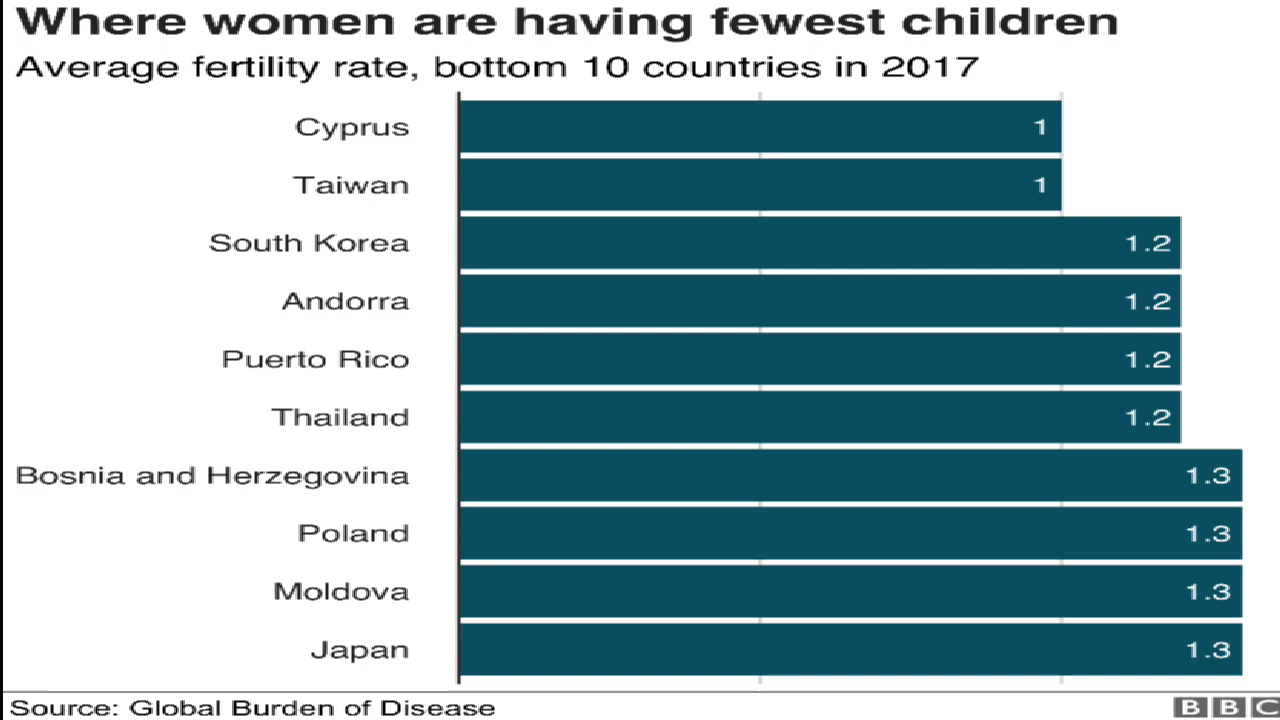 Where women are having fewest children
Average fertility rate, bottom 10 countries in 2017
Cyprus 1
Taiwan 1
South Korea 1.2
Andorra 1.2
Puerto Rico 1.2
Thailand 1.2
Bosnia and Herzegovina 1.3
Poland 1.3
Moldova 1.3
Japan 1.3
Source: Global Burden of Disease BBC